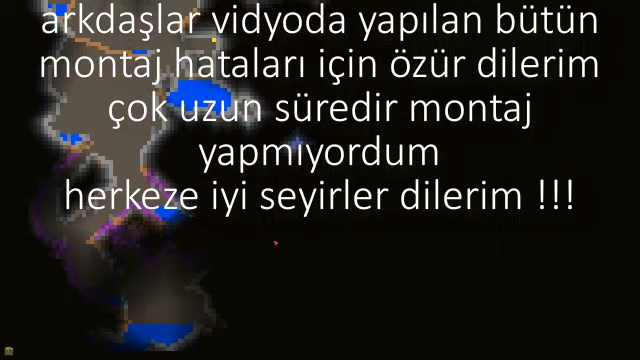 arkdaşlar vidyoda yapılan bütün
montaj hataları için özür dilerim
çok uzun süredir montaj
yapmıyordum
herkeze iyi seyirler dilerim !!!